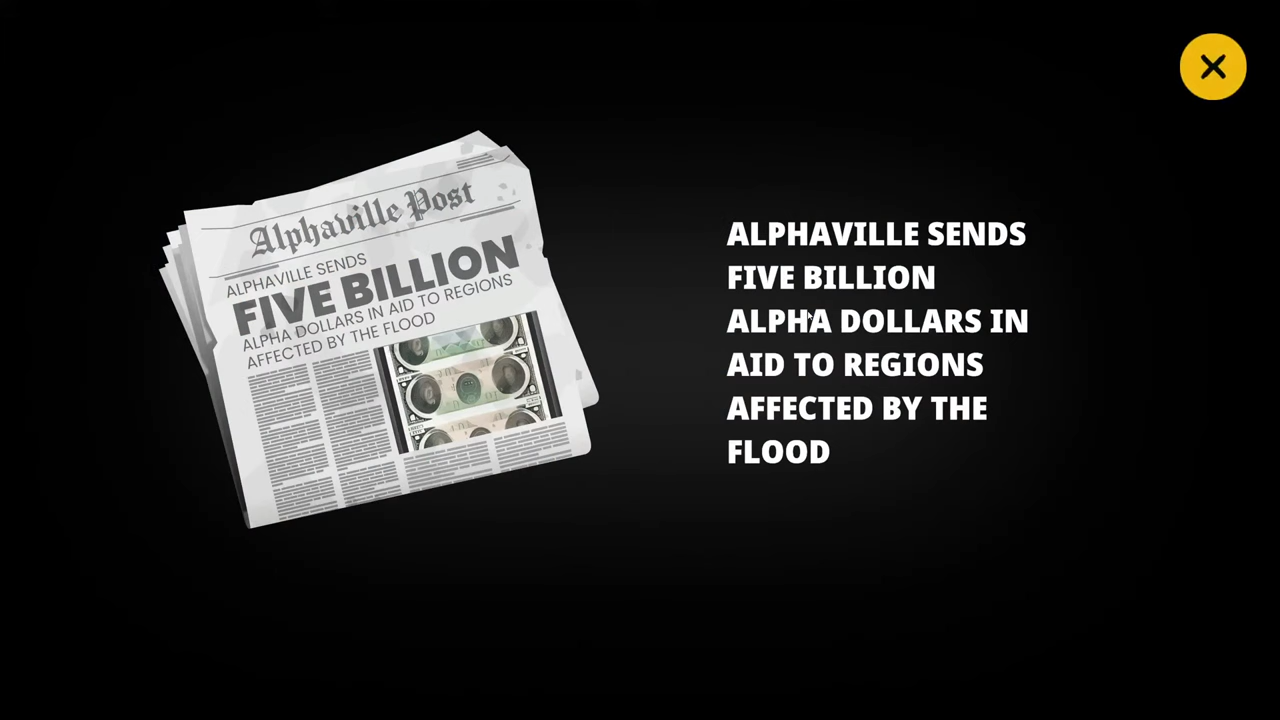 Alphaville Post
ALPHAVILLE SENDS
FIVE BILLION
ALPHA DOLLARS IN AID TO REGIONS
AFFECTED BY THE FLOOD
ALPHAVILLE SENDS
FIVE BILLION
ALPHA DOLLARS IN
AID TO REGIONS
AFFECTED BY THE
FLOOD